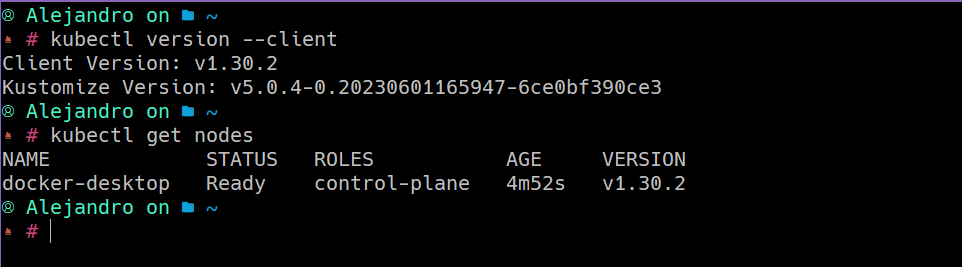 Alejandro on ~
# kubectl version --client
Client Version: v1.30.2
Kustomize Version: v5.0.4-0.20230601165947-6ce0bf390ce3
Alejandro on ~
# kubectl get nodes
NAME             STATUS   ROLES           AGE     VERSION
docker-desktop   Ready    control-plane   4m52s   v1.30.2
Alejandro on ~
#